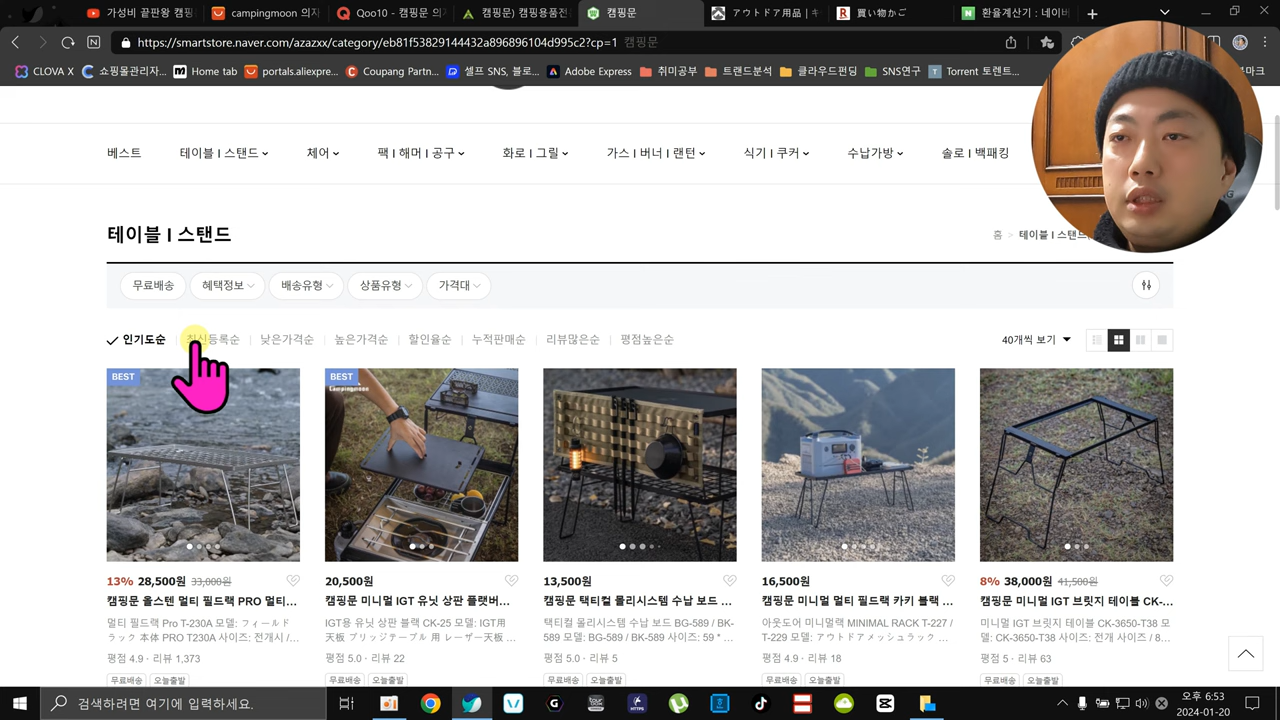 가성비 끝판왕 캠핑
campingmoon 의지
Qoo10 - 캠핑문 의기
캠핑문) 캠핑용품전
캠핑문
アウトドア用品 | キ
買い物かご
환율계산기 : 네이버
https://smartstore.naver.com/azazxx/category/eb81f53829144432a896896104d995c2?cp=1 캠핑문
CLOVA X
쇼핑몰관리자...
Home tab
portals.aliexpre...
Coupang Partn...
셀프 SNS, 블로...
Adobe Express
취미공부
트랜드분석
클라우드펀딩
SNS연구
Torrent 토렌트...
베스트
테이블 I 스탠드
체어
팩 I 해머 I 공구
화로 I 그릴
가스 I 버너 I 랜턴
식기 I 쿠커
수납가방
솔로 I 백패킹
테이블 I 스탠드
홈 > 테이블 I 스탠드
무료배송
혜택정보
배송유형
상품유형
가격대
인기도순
최신등록순
낮은가격순
높은가격순
할인율순
누적판매순
리뷰많은순
평점높은순
40개씩 보기
BEST
BEST
Campingmoon
13% 28,500원 33,000원
캠핑문 올스텐 멀티 필드랙 PRO 멀티...
멀티 필드랙 Pro T-230A 모델: フィールド
ラック 本体 PRO T230A 사이즈: 전개시 /...
평점 4.9 · 리뷰 1,373
무료배송 오늘출발
20,500원
캠핑문 미니멀 IGT 유닛 상판 플랫버...
IGT용 유닛 상판 블랙 CK-25 모델: IGT用
天板 ブリッジテーブル 用 レーザー天板 ...
평점 5.0 · 리뷰 22
무료배송 오늘출발
13,500원
캠핑문 택티컬 몰리시스템 수납 보드 ...
택티컬 몰리시스템 수납 보드 BG-589 / BK-
589 모델: BG-589 / BK-589 사이즈: 59 * ...
평점 5.0 · 리뷰 5
무료배송 오늘출발
16,500원
캠핑문 미니멀 멀티 필드랙 카키 블랙 ...
아웃도어 미니멀랙 MINIMAL RACK T-227 /
T-229 모델: アウトドアメッシュラック ...
평점 4.9 · 리뷰 18
무료배송 오늘출발
8% 38,000원 41,500원
캠핑문 미니멀 IGT 브릿지 테이블 CK-...
미니멀 IGT 브릿지 테이블 CK-3650-T38 모
델: CK-3650-T38 사이즈: 전개 사이즈 / 8...
평점 5 · 리뷰 63
무료배송 오늘출발
검색하려면 여기에 입력하세요.
오후 6:53
2024-01-20